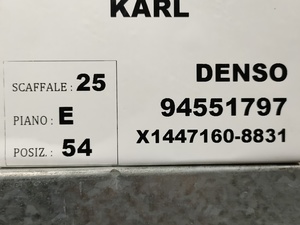 KARL
SCAFFALE : 25
PIANO : E
POSIZ. : 54
DENSO
94551797
X1447160-8831